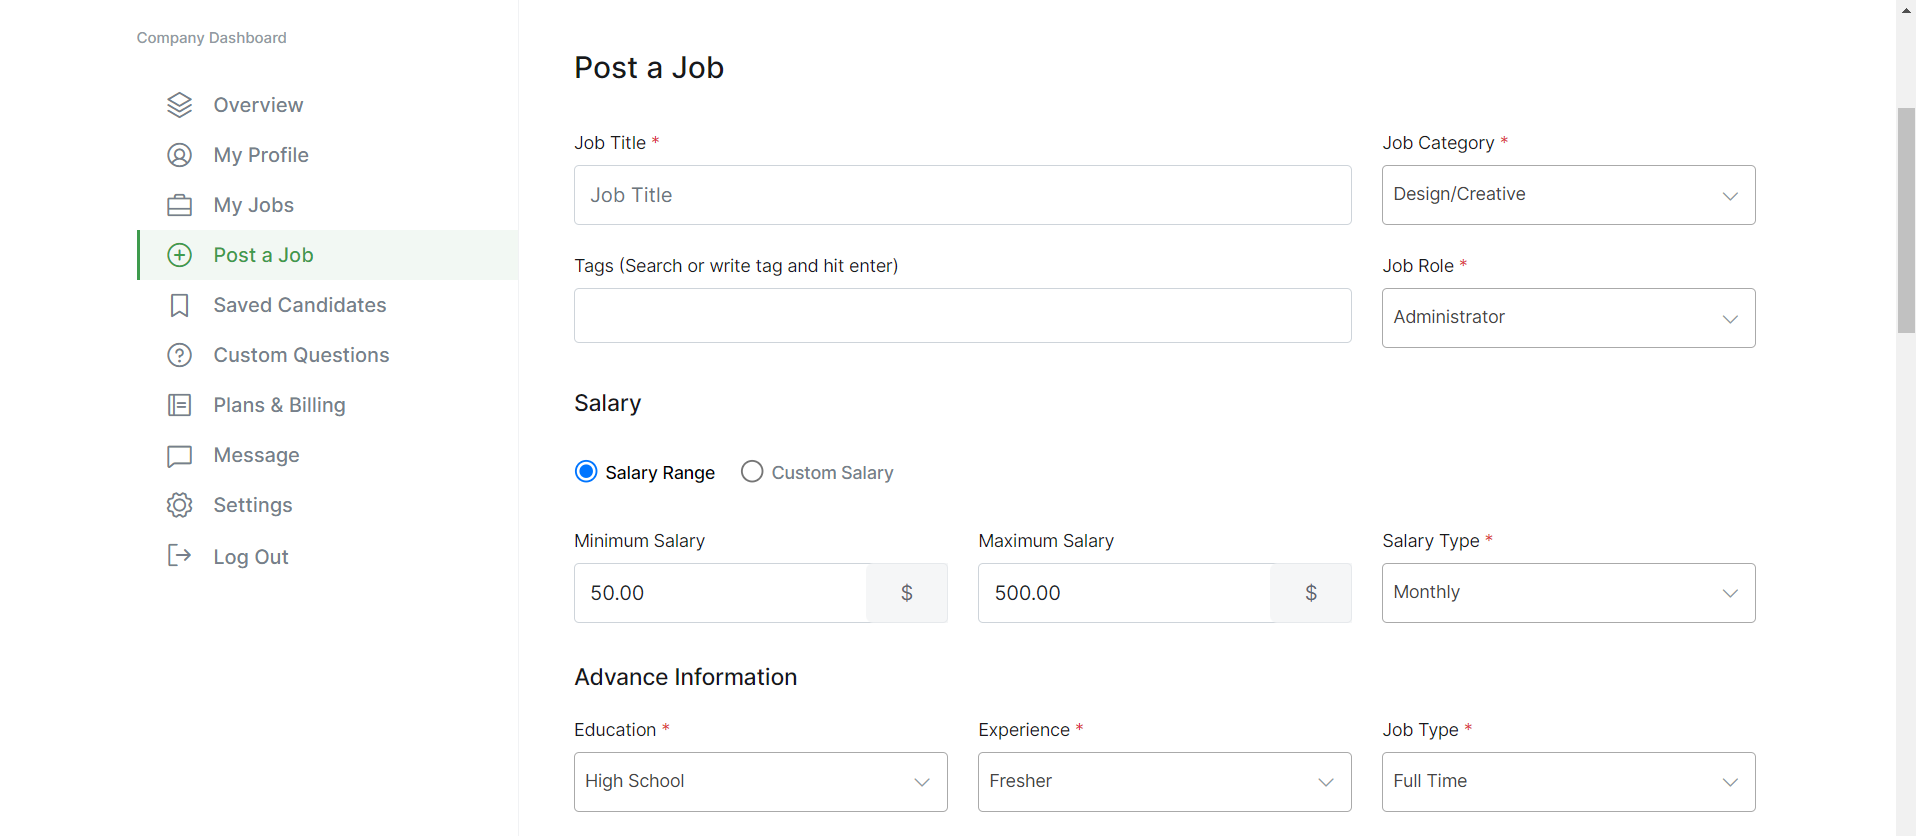 Company Dashboard
Overview
My Profile
My Jobs
Post a Job
Saved Candidates
Custom Questions
Plans & Billing
Message
Settings
Log Out
Post a Job
Job Title *
Job Category *
Job Title
Design/Creative
Tags (Search or write tag and hit enter)
Job Role *
Administrator
Salary
Salary Range
Custom Salary
Minimum Salary
Maximum Salary
Salary Type *
50.00 $
500.00 $
Monthly
Advance Information
Education *
Experience *
Job Type *
High School
Fresher
Full Time